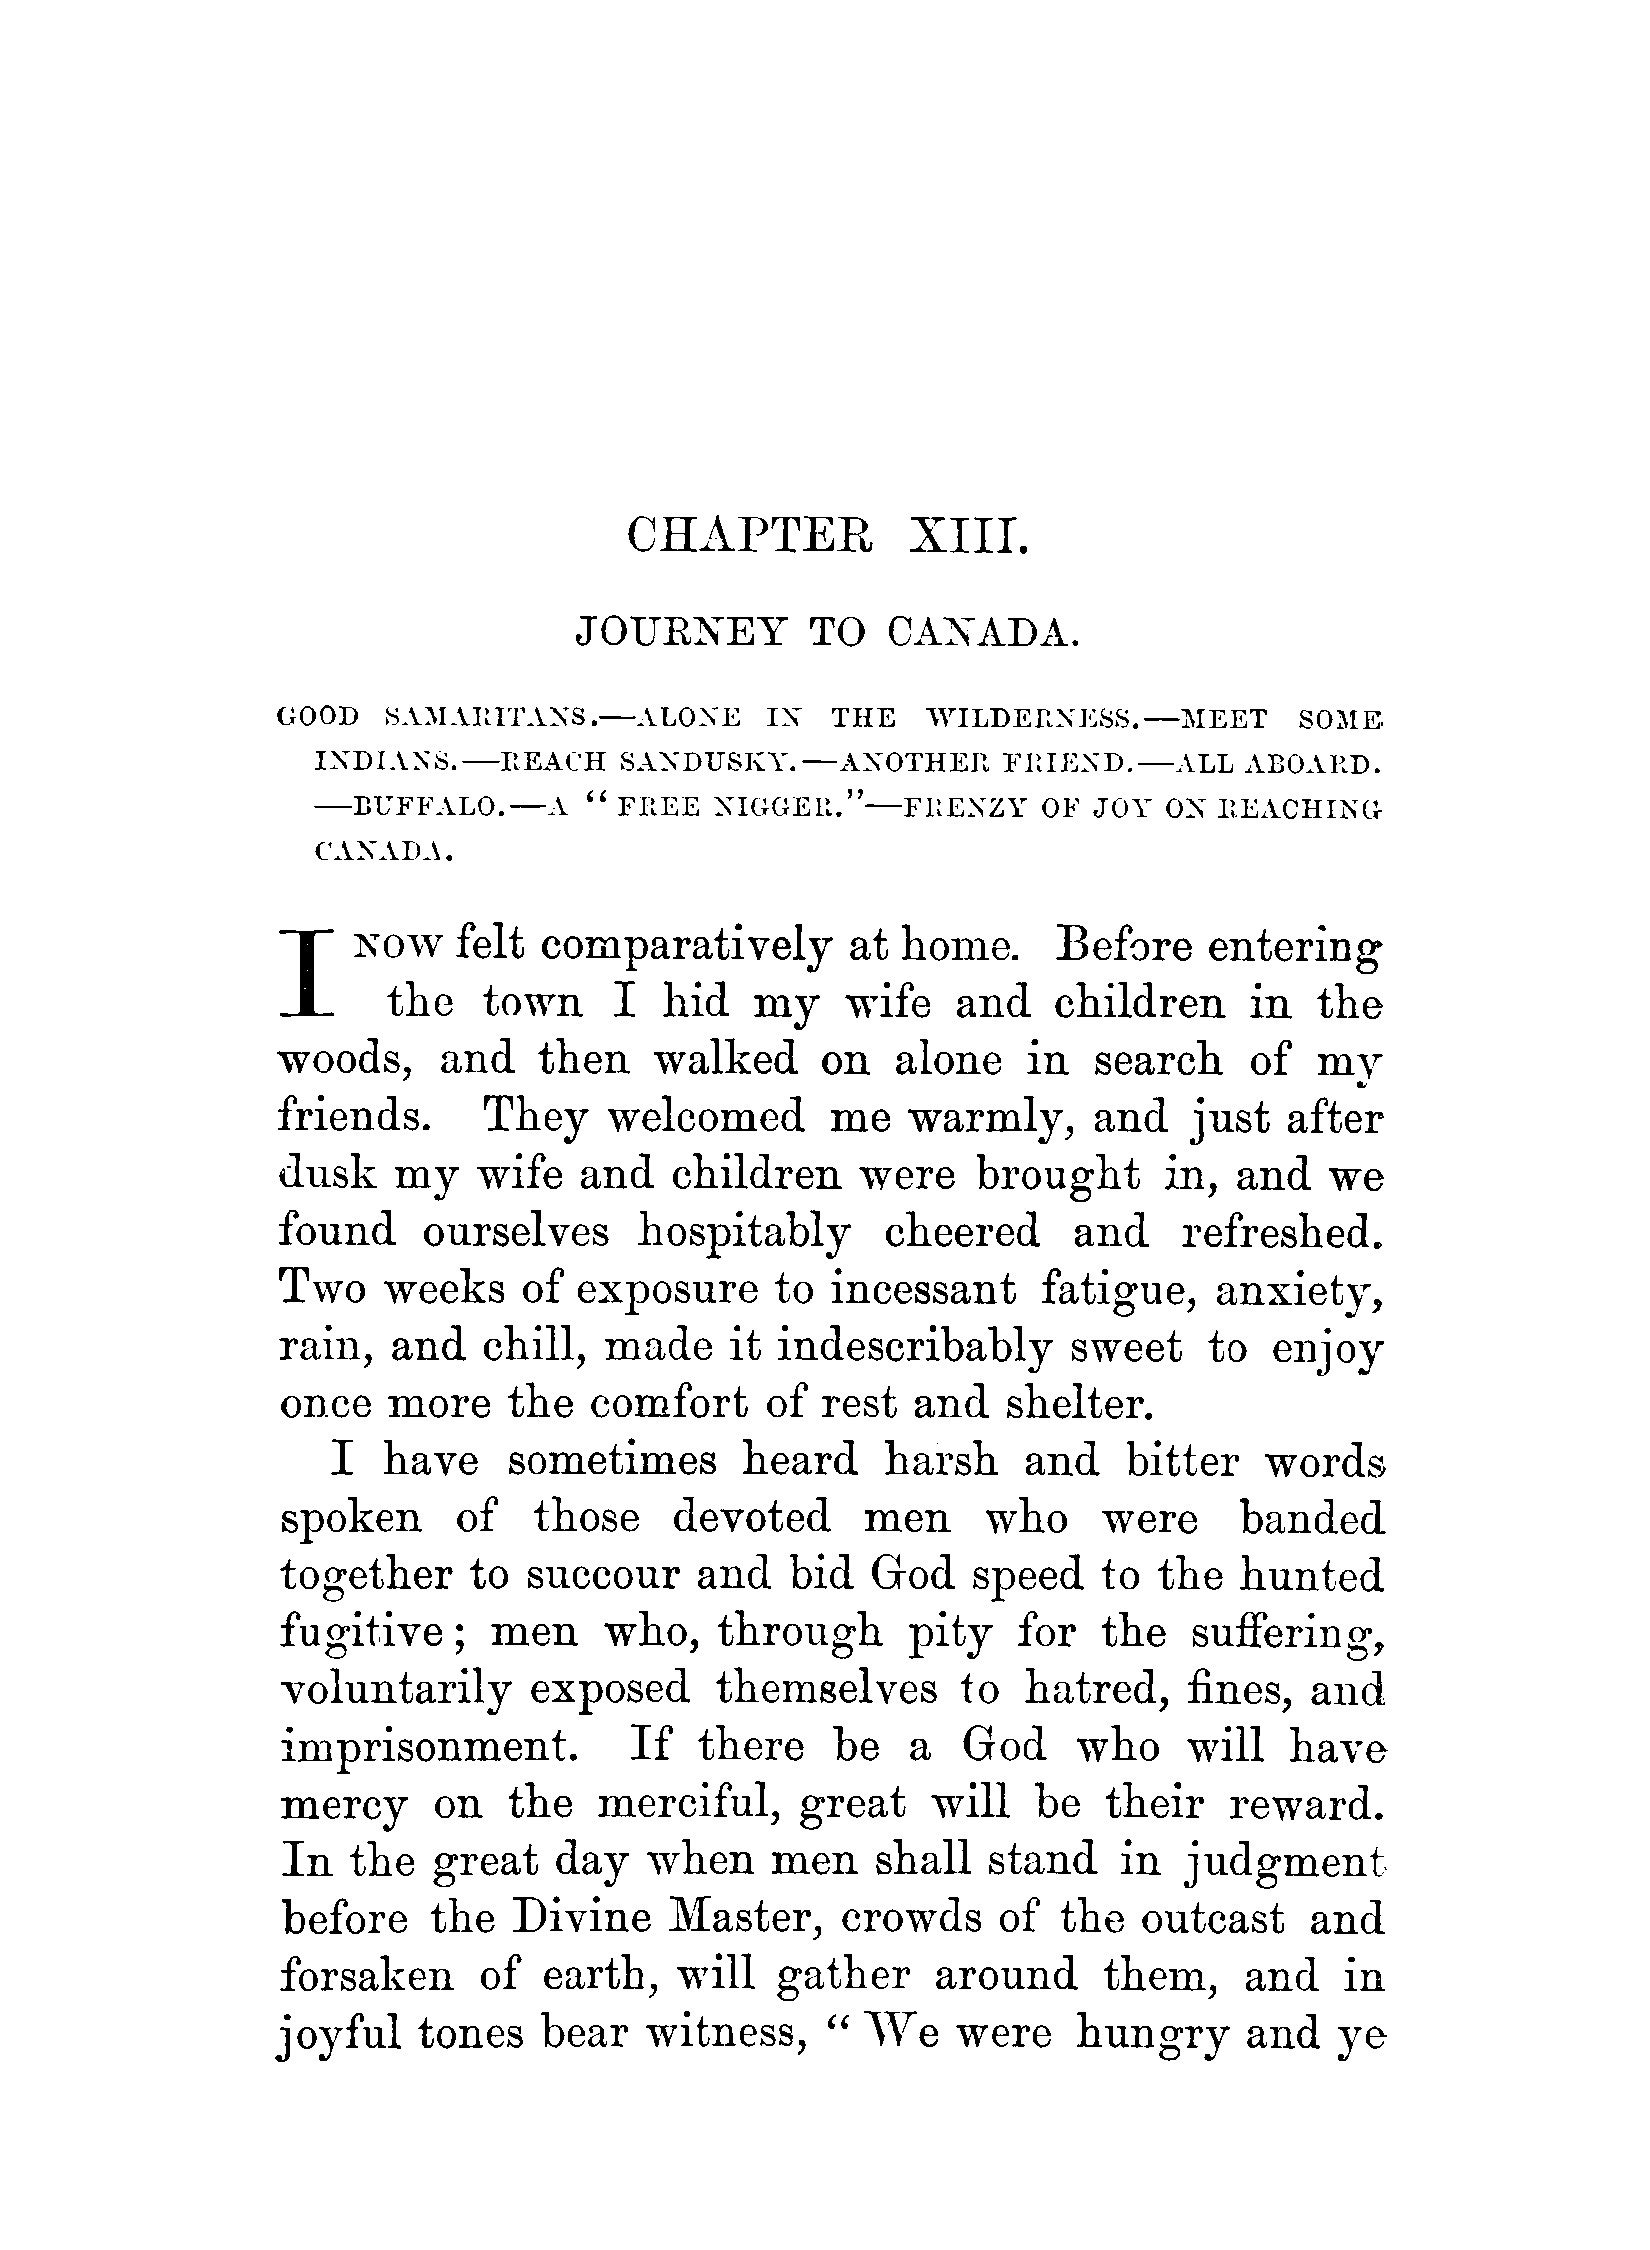 CHAPTER XIII.
JOURNEY TO CANADA.
GOOD SAMARITANS.—ALONE IN THE WILDERNESS.—MEET SOME
INDIANS.—REACH SANDUSKY.—ANOTHER FRIEND.—ALL ABOARD.
—BUFFALO.—A “FREE NIGGER.”—FRENZY OF JOY ON REACHING
CANADA.
I NOW felt comparatively at home. Before entering
the town I hid my wife and children in the
woods, and then walked on alone in search of my
friends. They welcomed me warmly, and just after
dusk my wife and children were brought in, and we
found ourselves hospitably cheered and refreshed.
Two weeks of exposure to incessant fatigue, anxiety,
rain, and chill, made it indescribably sweet to enjoy
once more the comfort of rest and shelter.
I have sometimes heard harsh and bitter words
spoken of those devoted men who were banded
together to succour and bid God speed to the hunted
fugitive; men who, through pity for the suffering,
voluntarily exposed themselves to hatred, fines, and
imprisonment. If there be a God who will have
mercy on the merciful, great will be their reward.
In the great day when men shall stand in judgment
before the Divine Master, crowds of the outcast and
forsaken of earth, will gather around them, and in
joyful tones bear witness, “We were hungry and ye